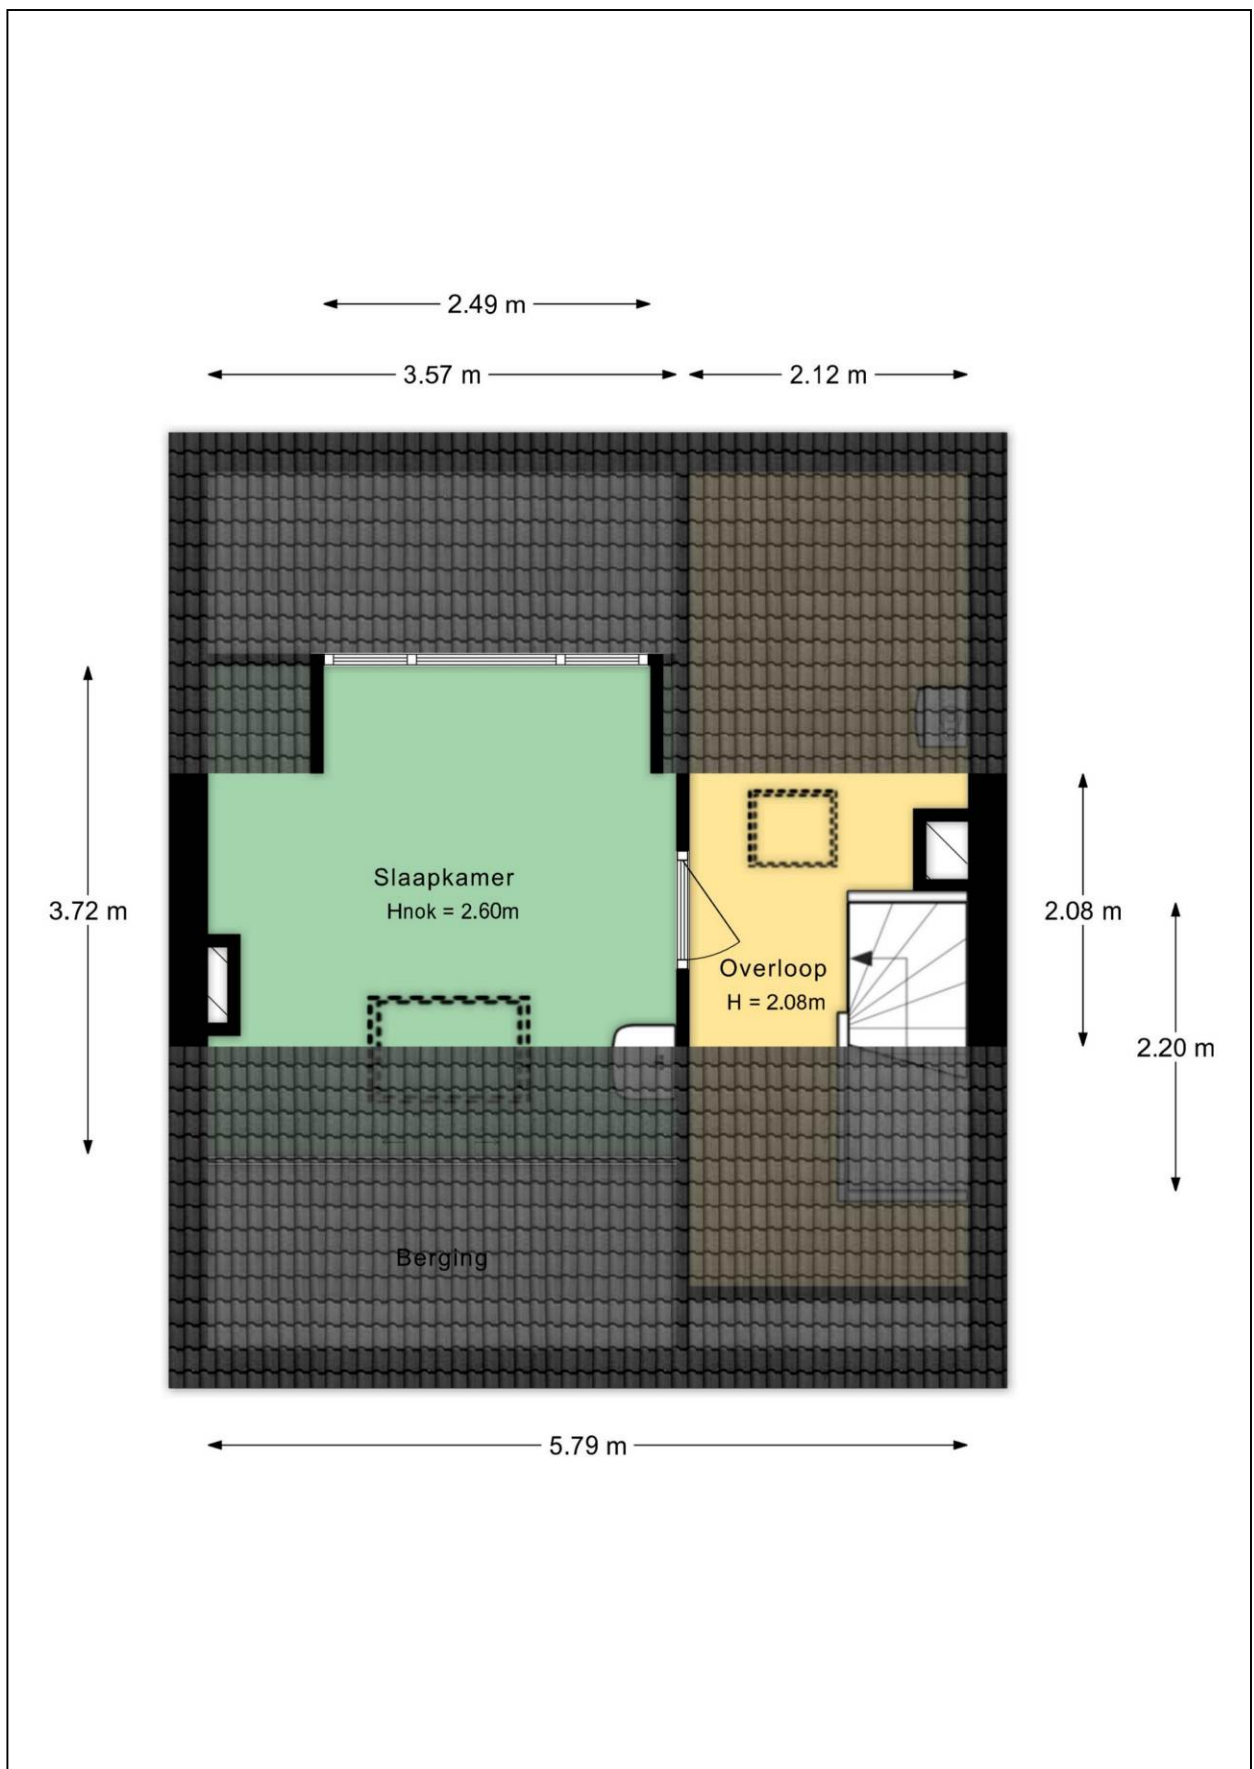 2.49 m
3.57 m
2.12 m
Slaapkamer
Hnok = 2.60m
3.72 m
2.08 m
Overloop
H = 2.08m
2.20 m
Berging
5.79 m